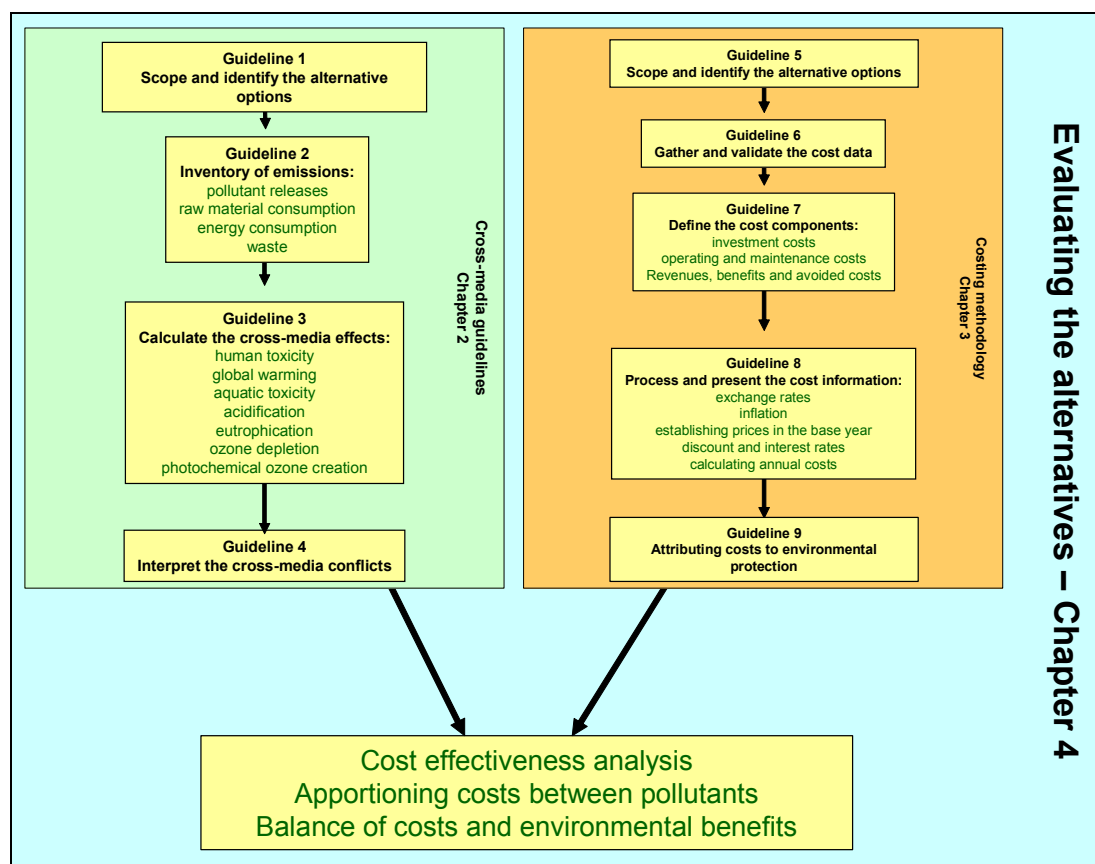 Guideline 1
Scope and identify the alternative
options
Guideline 2
Inventory of emissions:
pollutant releases
raw material consumption
energy consumption
waste
Guideline 3
Calculate the cross-media effects:
human toxicity
global warming
aquatic toxicity
acidification
eutrophication
ozone depletion
photochemical ozone creation
Guideline 4
Interpret the cross-media conflicts
Cross-media guidelines
Chapter 2
Guideline 5
Scope and identify the alternative options
Guideline 6
Gather and validate the cost data
Guideline 7
Define the cost components:
investment costs
operating and maintenance costs
Revenues, benefits and avoided costs
Guideline 8
Process and present the cost information:
exchange rates
inflation
establishing prices in the base year
discount and interest rates
calculating annual costs
Guideline 9
Attributing costs to environmental
protection
Costing methodology
Chapter 3
Evaluating the alternatives – Chapter 4
Cost effectiveness analysis
Apportioning costs between pollutants
Balance of costs and environmental benefits